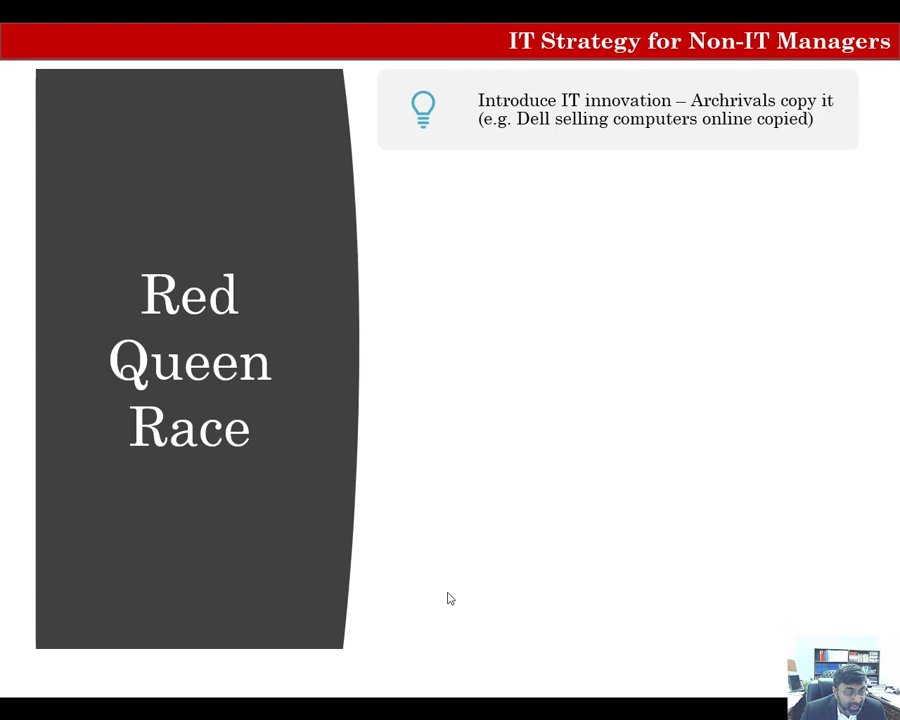 IT Strategy for Non-IT Managers
Introduce IT innovation – Archrivals copy it
(e.g. Dell selling computers online copied)
Red
Queen
Race